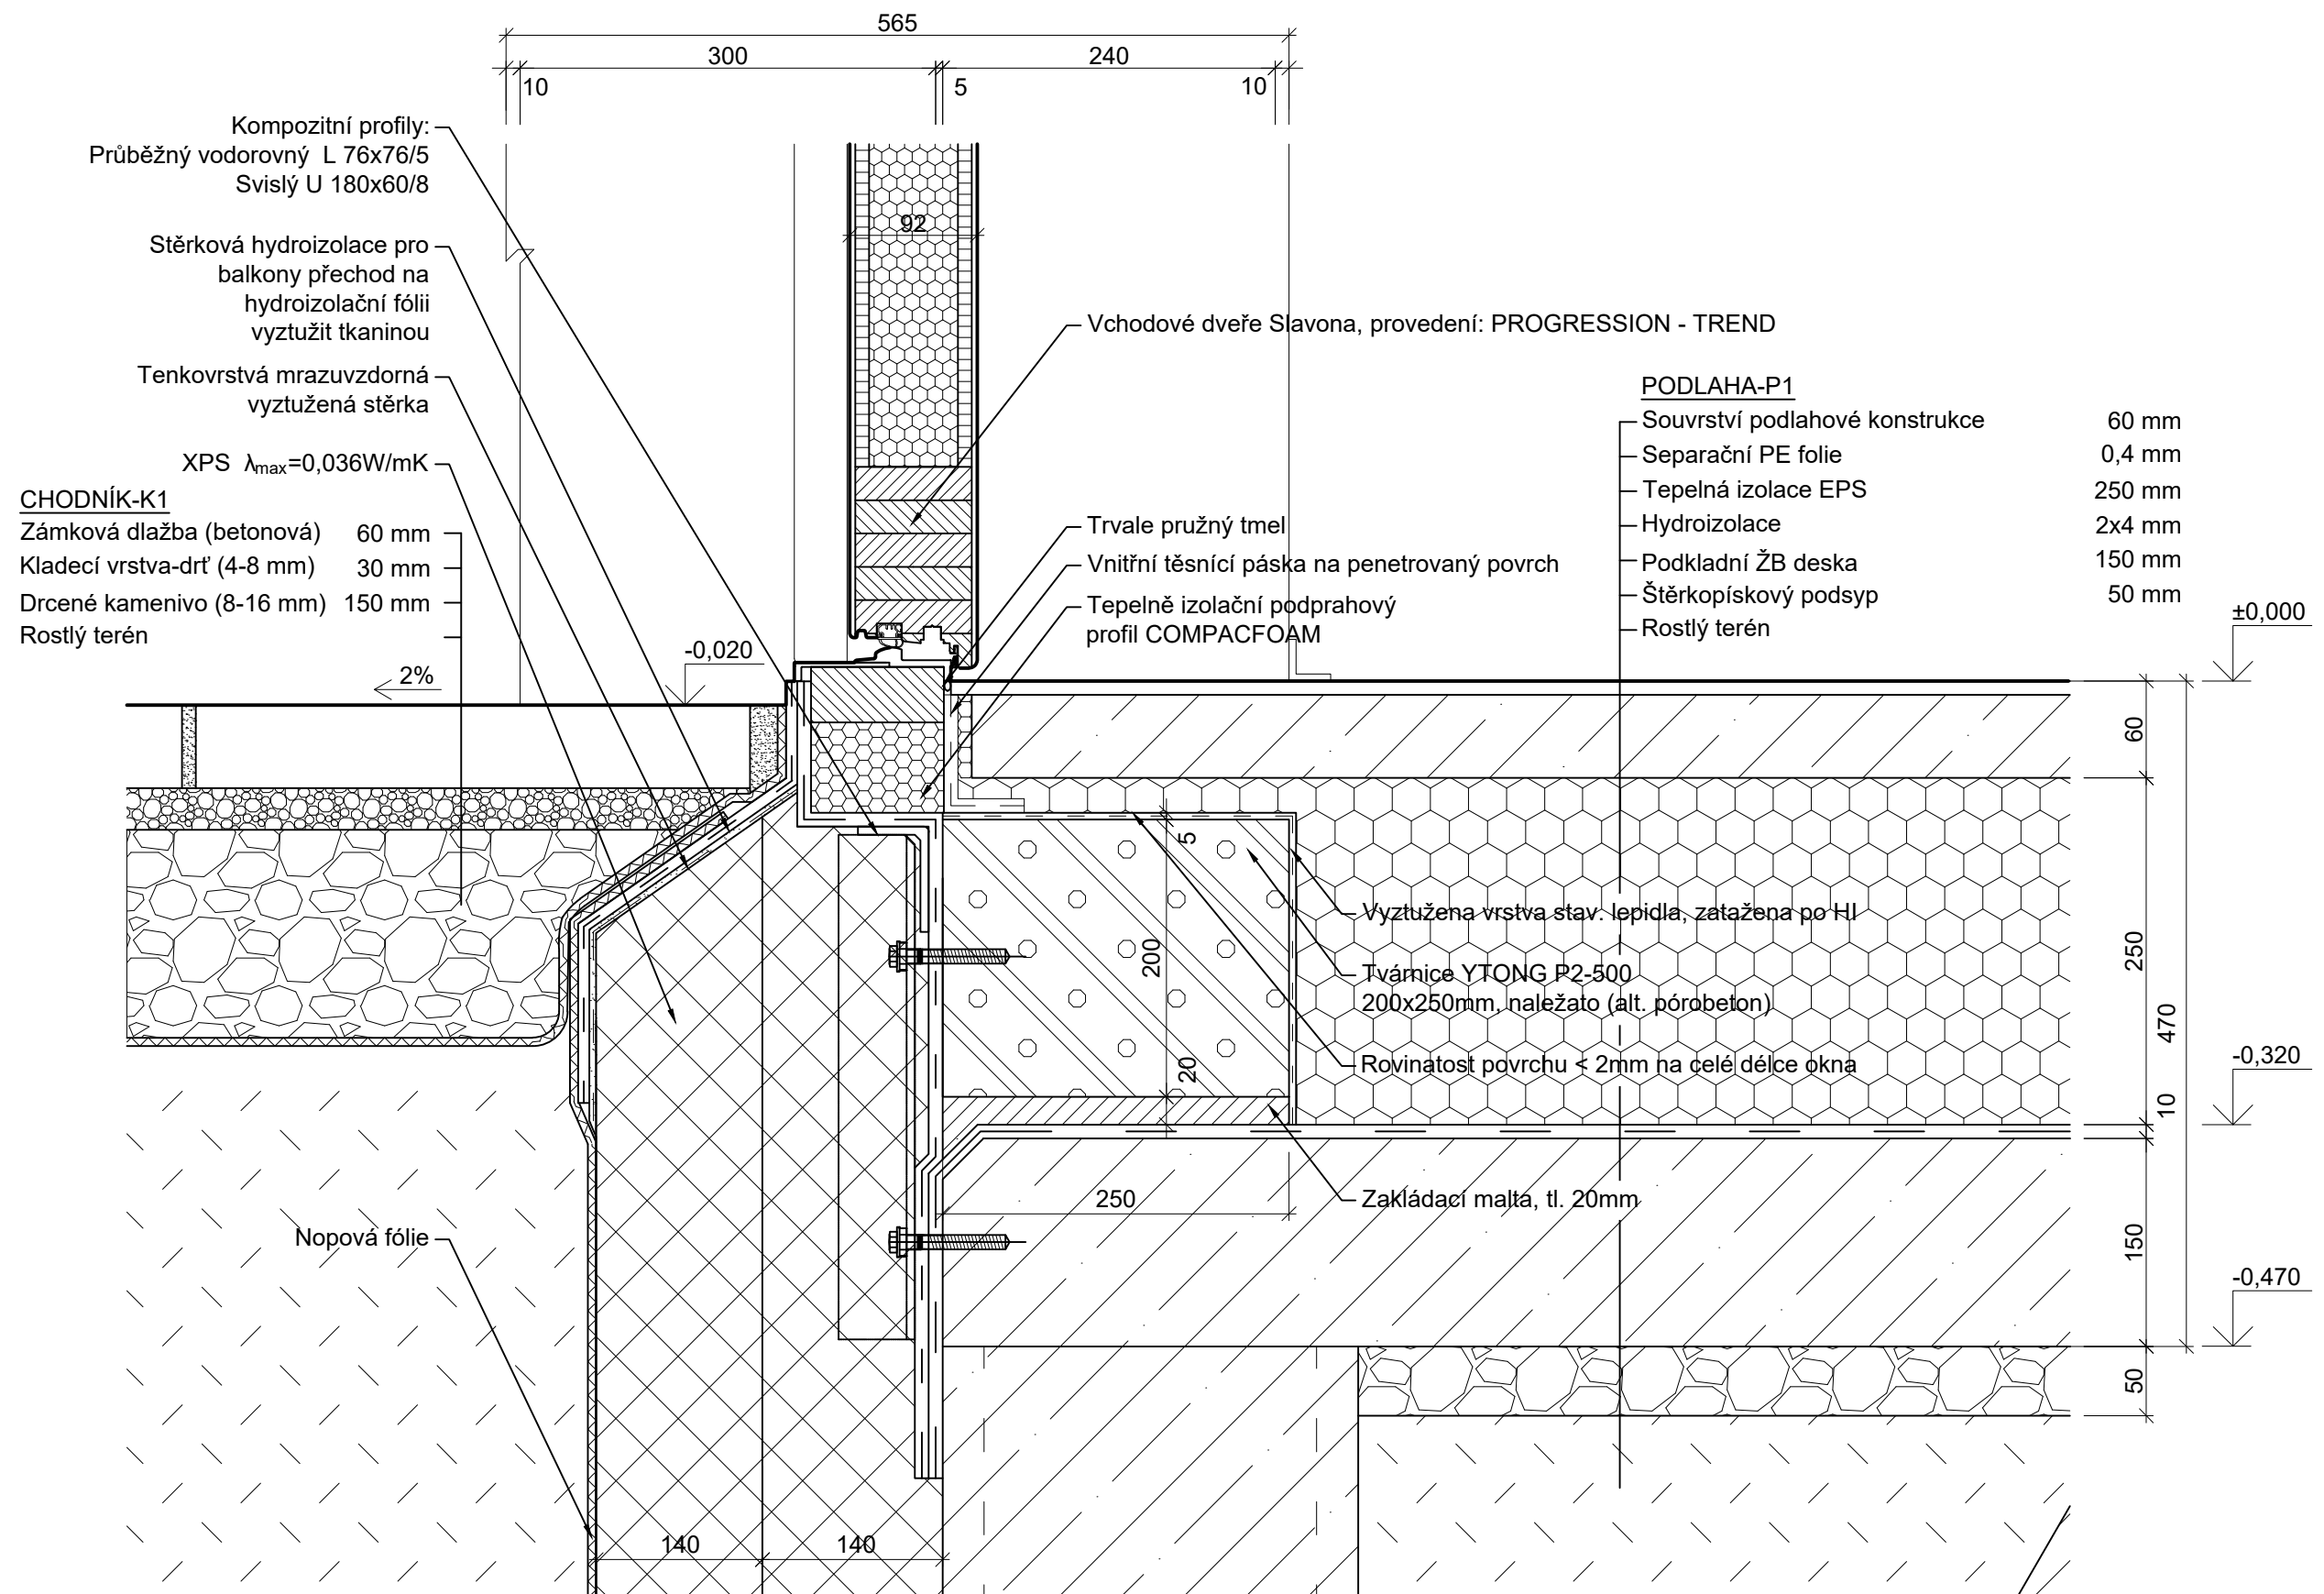 565
300
240
10
5
10
Kompozitní profily:
Průběžný vodorovný L 76x76/5
Svislý U 180x60/8
92
Stěrková hydroizolace pro
balkony přechod na
hydroizolační fólii
vyztužit tkaninou
Vchodové dveře Slavona, provedení: PROGRESSION - TREND
Tenkovrstvá mrazuvzdorná
vyztužená stěrka
XPS λmax=0,036W/mK
CHODNÍK-K1
Zámková dlažba (betonová) 60 mm
Kladecí vrstva-drť (4-8 mm) 30 mm
Drcené kamenivo (8-16 mm) 150 mm
Rostlý terén
PODLAHA-P1
Souvrství podlahové konstrukce 60 mm
Separační PE folie 0,4 mm
Tepelná izolace EPS 250 mm
Hydroizolace 2x4 mm
Podkladní ŽB deska 150 mm
Štěrkopískový podsyp 50 mm
Rostlý terén
Trvale pružný tmel
Vnitřní těsnící páska na penetrovaný povrch
Tepelně izolační podprahový
profil COMPACFOAM
±0,000
-0,020
2%
60
5
Vyztužena vrstva stav. lepidla, zatažena po HI
200
250
Tvárnice YTONG P2-500
200x250mm, naležato (alt. pórobeton)
470
20
Rovinatost povrchu < 2mm na celé délce okna
-0,320
10
250
Zakládací malta, tl. 20mm
150
Nopová fólie
-0,470
50
140
140